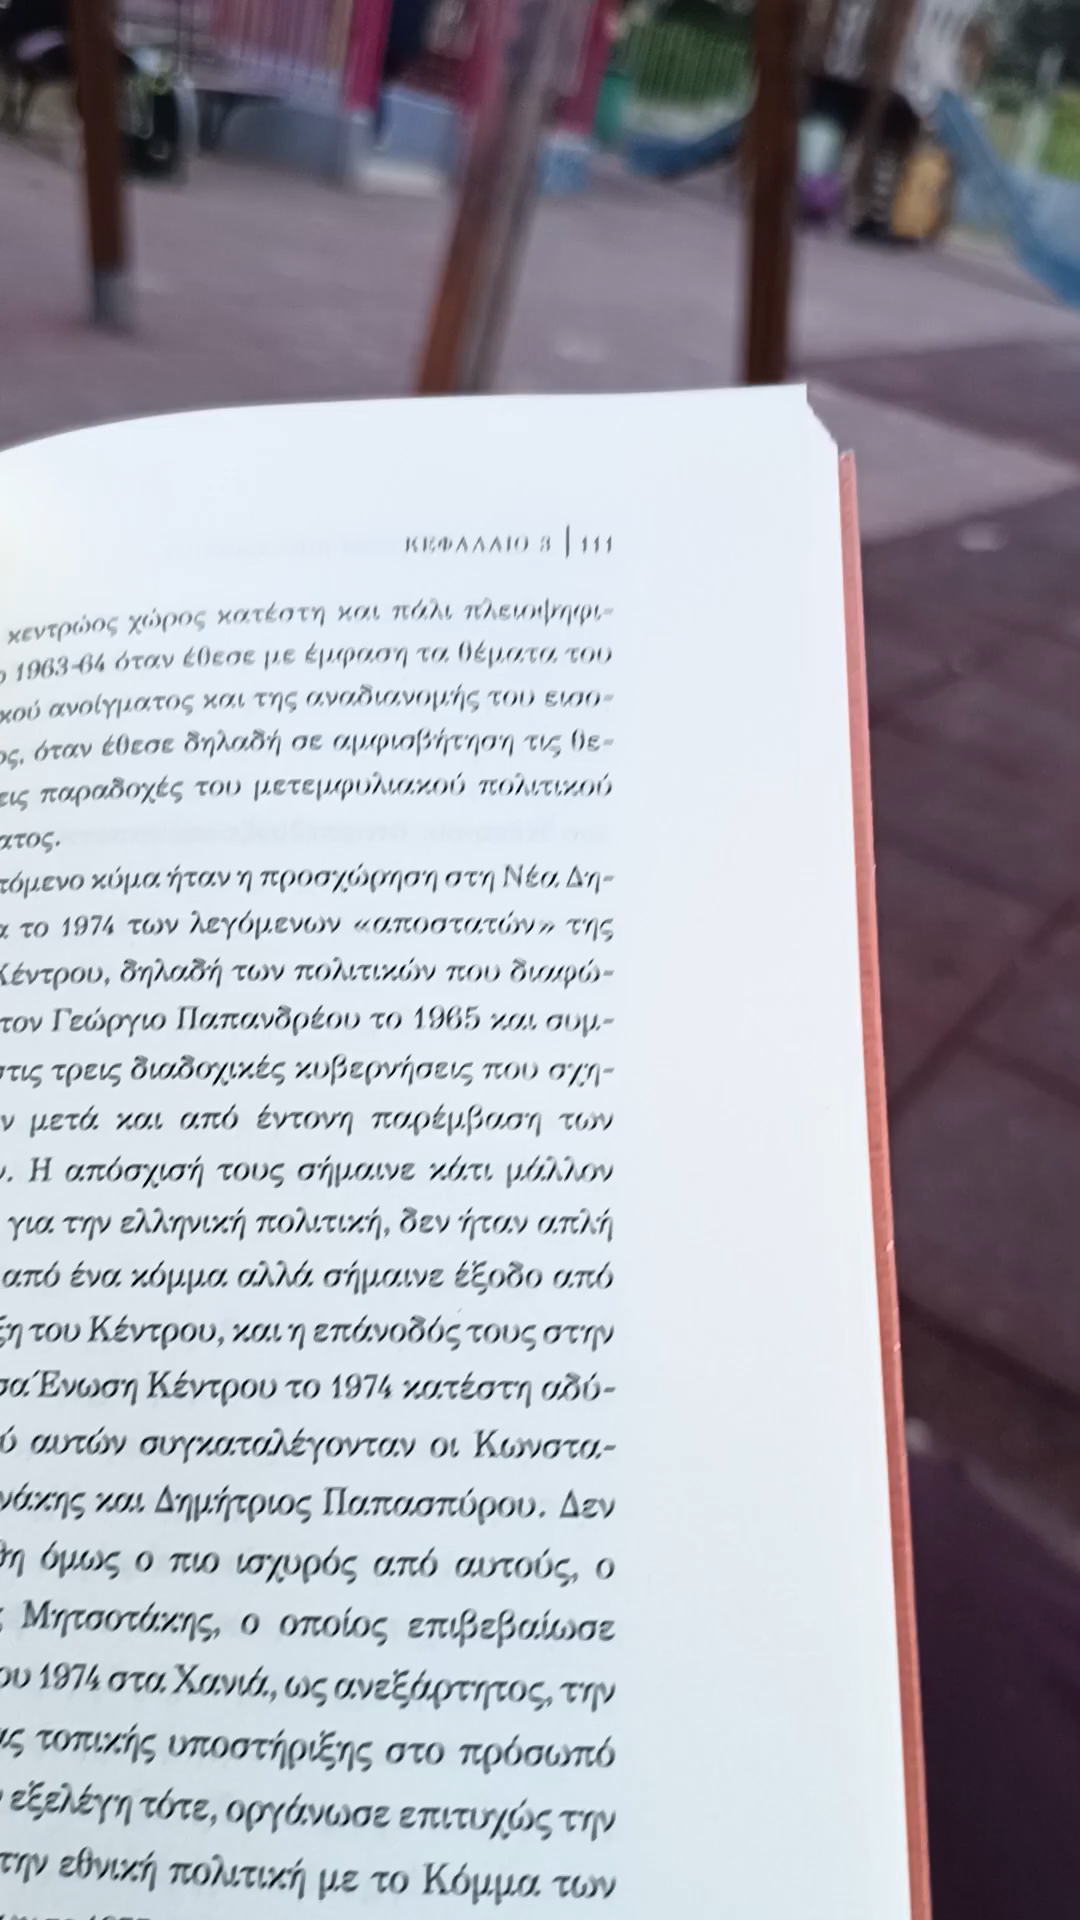 ΚΕΦΑΛΑΙΟ 3 | 111
κεντρώος χώρος κατέστη και πάλι πλειοψηφι-
1963-64 όταν έθεσε με έμφαση τα θέματα του
κού ανοίγματος και της αναδιανομής του εισο-
ος, όταν έθεσε δηλαδή σε αμφισβήτηση τις θε-
εις παραδοχές του μετεμφυλιακού πολιτικού
ατος.
τόμενο κύμα ήταν η προσχώρηση στη Νέα Δη-
α το 1974 των λεγόμενων «αποστατών» της
Κέντρου, δηλαδή των πολιτικών που διαφώ-
τον Γεώργιο Παπανδρέου το 1965 και συμ-
στις τρεις διαδοχικές κυβερνήσεις που σχη-
ν μετά και από έντονη παρέμβαση των
ν. Η απόσχισή τους σήμαινε κάτι μάλλον
για την ελληνική πολιτική, δεν ήταν απλή
από ένα κόμμα αλλά σήμαινε έξοδο από
ξη του Κέντρου, και η επάνοδός τους στην
σα Ένωση Κέντρου το 1974 κατέστη αδύ-
ύ αυτών συγκαταλέγονταν οι Κωνστα-
νάκης και Δημήτριος Παπασπύρου. Δεν
θη όμως ο πιο ισχυρός από αυτούς, ο
ς Μητσοτάκης, ο οποίος επιβεβαίωσε
ου 1974 στα Χανιά, ως ανεξάρτητος, την
ας τοπικής υποστήριξης στο πρόσωπό
εξελέγη τότε, οργάνωσε επιτυχώς την
την εθνική πολιτική με το Κόμμα των